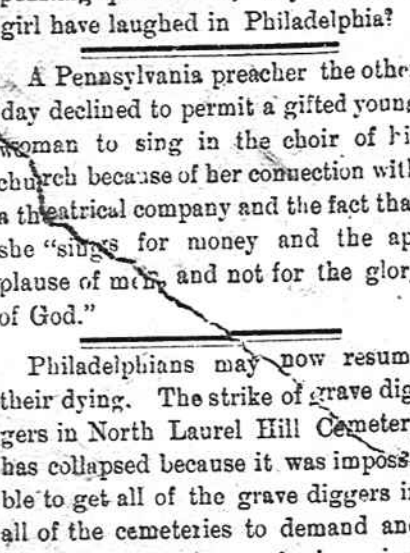 girl have laughed in Philadelphia?
A Pennsylvania preacher the othe
day declined to permit a gifted young
woman to sing in the choir of hi
church because of her connection with
a theatrical company and the fact tha
she "sings for money and the ap
plause of men, and not for the glor
of God."
Philadelphians may now resum
their dying. The strike of grave dig
gers in North Laurel Hill Cemeter
has collapsed because it was imposs
ble to get all of the grave diggers i
all of the cemeteries to demand an